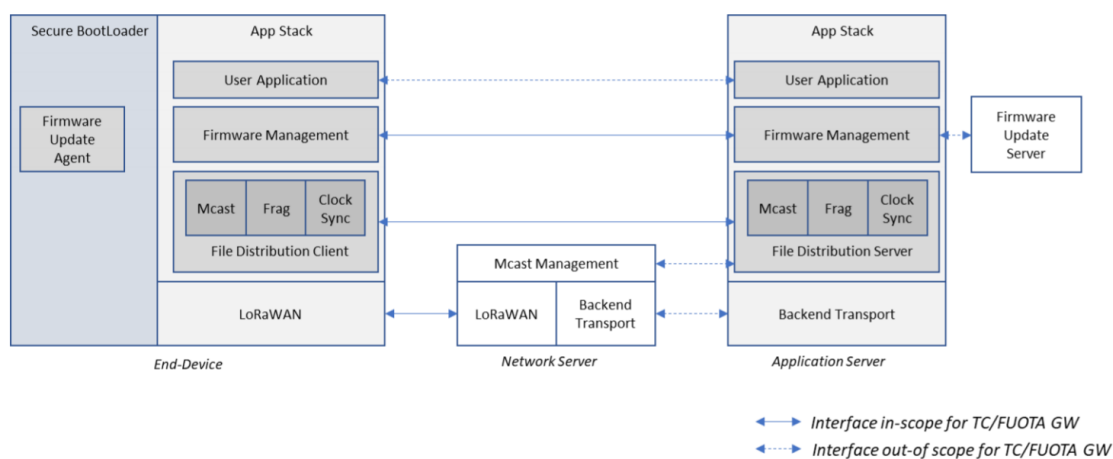 Secure BootLoader
App Stack
App Stack
User Application
User Application
Firmware
Update
Agent
Firmware Management
Firmware Management
Firmware
Update
Server
Mcast
Frag
Clock
Sync
File Distribution Client
Mcast
Frag
Clock
Sync
File Distribution Server
Mcast Management
LoRaWAN
LoRaWAN
Backend
Transport
Backend Transport
End-Device
Network Server
Application Server
Interface in-scope for TC/FUOTA GW
Interface out-of scope for TC/FUOTA GW